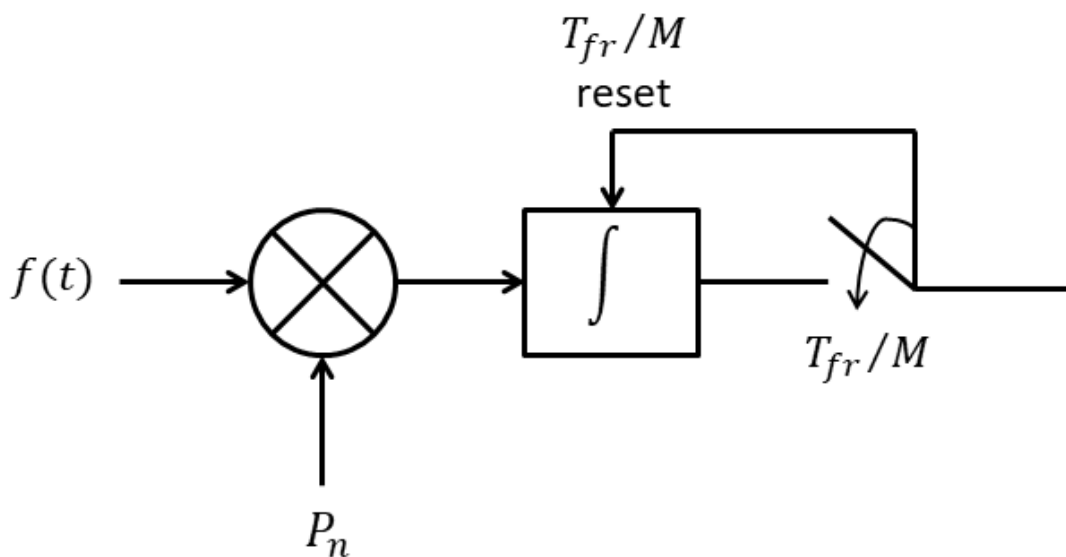 T_{fr}/M
reset
f(t)
∫
T_{fr}/M
P_n